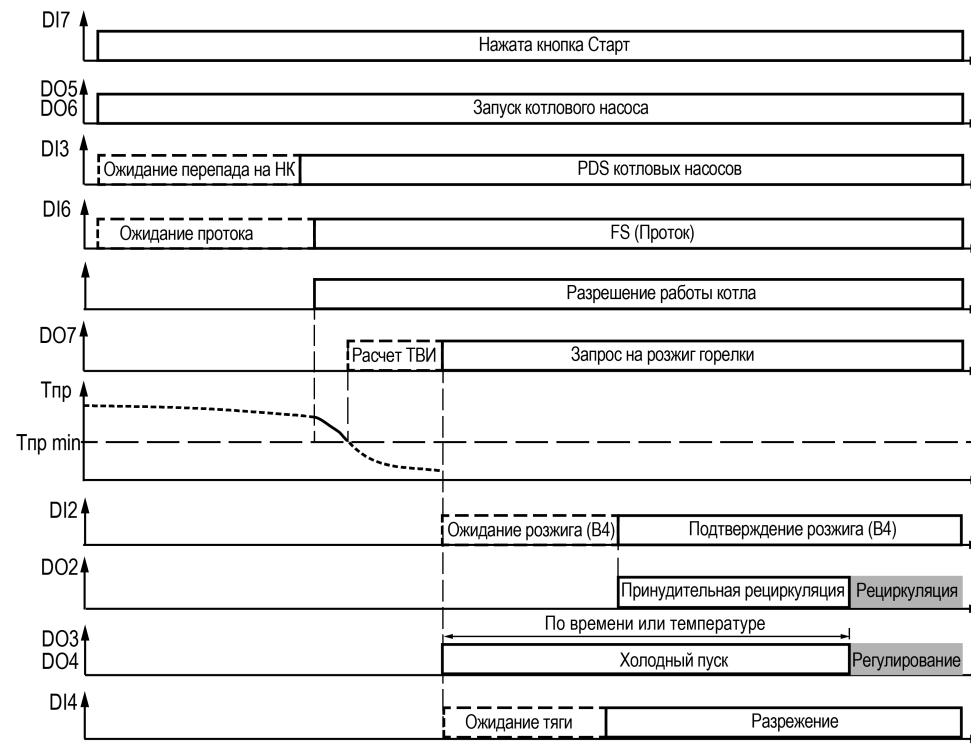 DI7
Нажата кнопка Старт
DO5
DO6
Запуск котлового насоса
DI3
Ожидание перепада на НК
PDS котловых насосов
DI6
Ожидание протока
FS (Проток)
Разрешение работы котла
DO7
Расчет ТВИ
Запрос на розжиг горелки
Тпр
Тпр min
DI2
Ожидание розжига (В4)
Подтверждение розжига (В4)
DO2
Принудительная рециркуляция
Рециркуляция
По времени или температуре
DO3
DO4
Холодный пуск
Регулирование
DI4
Ожидание тяги
Разрежение